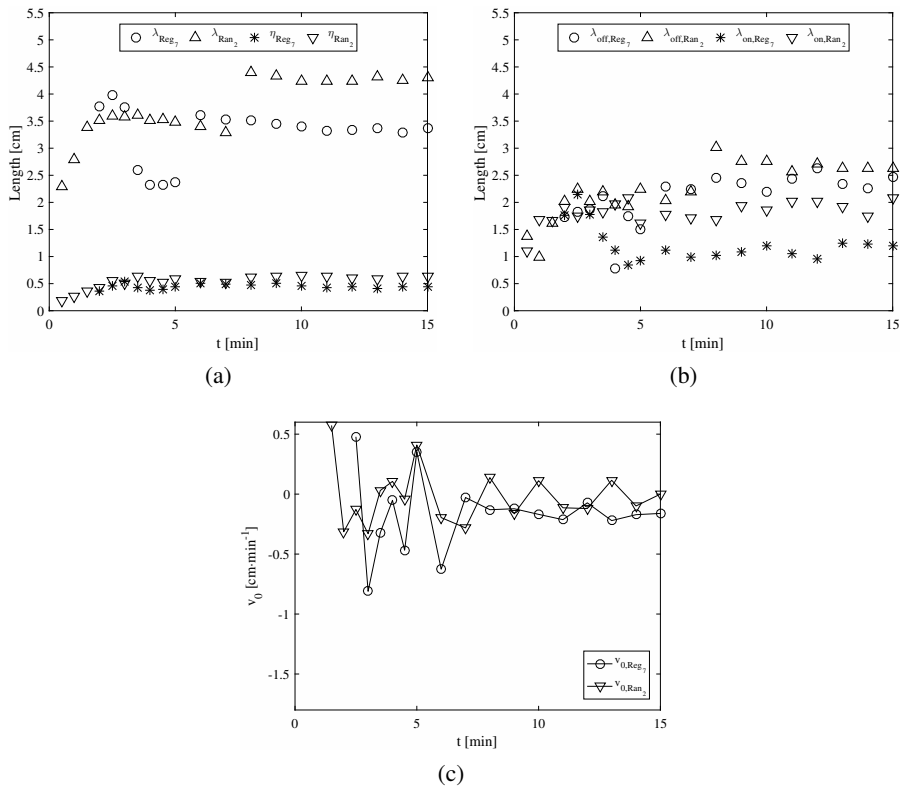 5.5
5
4.5
4
3.5
3
2.5
2
1.5
1
0.5
0
Length [cm]
λReg7 λRan2 ηReg7 ηRan2
0 5 10 15
t [min]
(a)
5.5
5
4.5
4
3.5
3
2.5
2
1.5
1
0.5
0
Length [cm]
λoff,Reg7 λoff,Ran2 λon,Reg7 λon,Ran2
0 5 10 15
t [min]
(b)
0.5
0
-0.5
-1
-1.5
v0 [cm·min-1]
v0,Reg7
v0,Ran2
0 5 10 15
t [min]
(c)